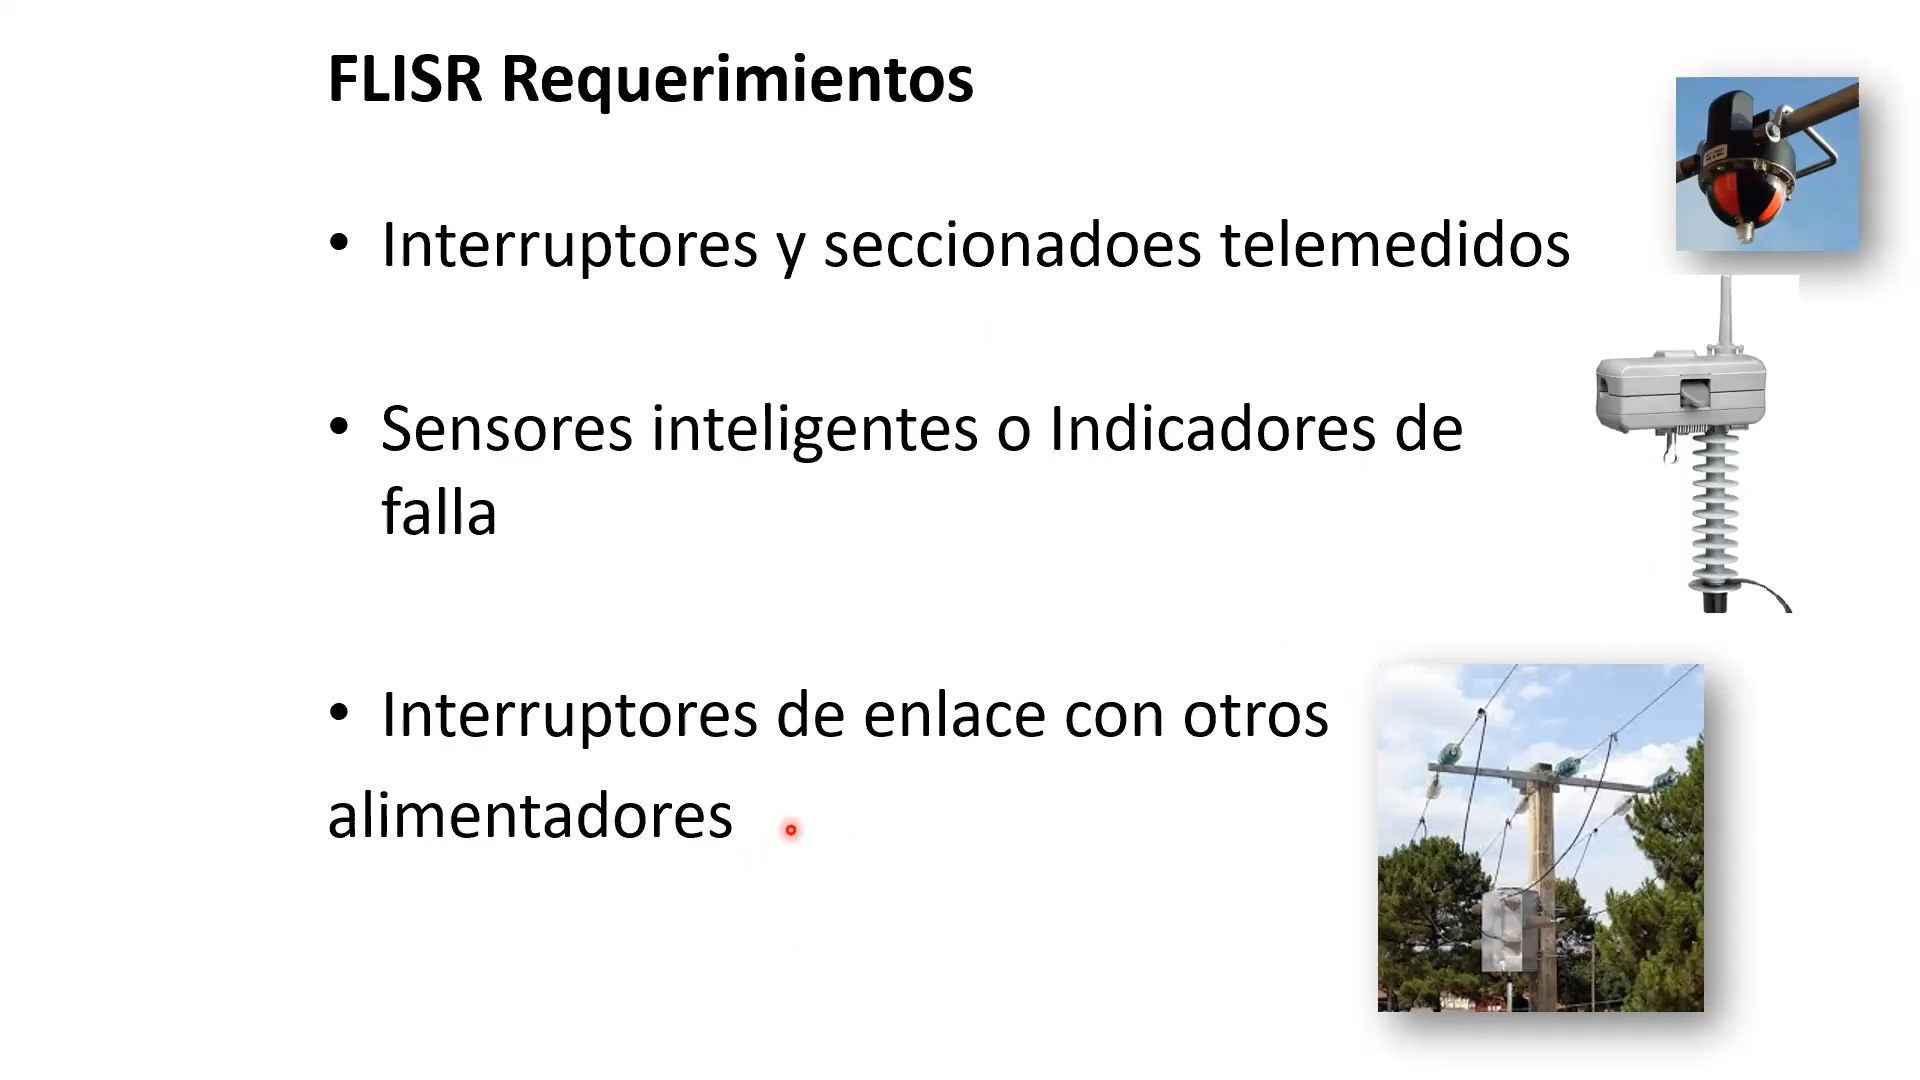 FLISR Requerimientos
• Interruptores y seccionadoes telemedidos
• Sensores inteligentes o Indicadores de
falla
• Interruptores de enlace con otros
alimentadores